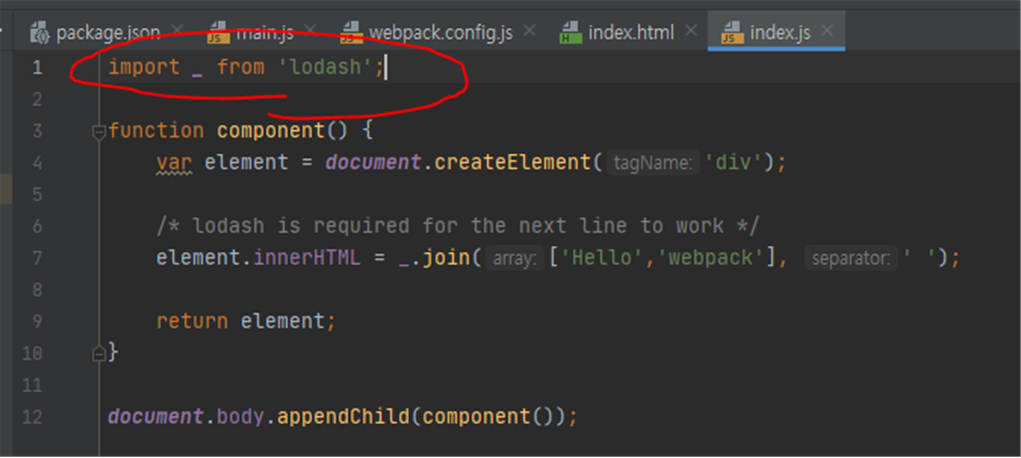 package.json main.js webpack.config.js index.html index.js
1 import _ from 'lodash';
2
3 function component() {
4 var element = document.createElement( tagName: 'div');
5
6 /* lodash is required for the next line to work */
7 element.innerHTML = _.join( array: ['Hello','webpack'], separator: ' ');
8
9 return element;
10 }
11
12 document.body.appendChild(component());